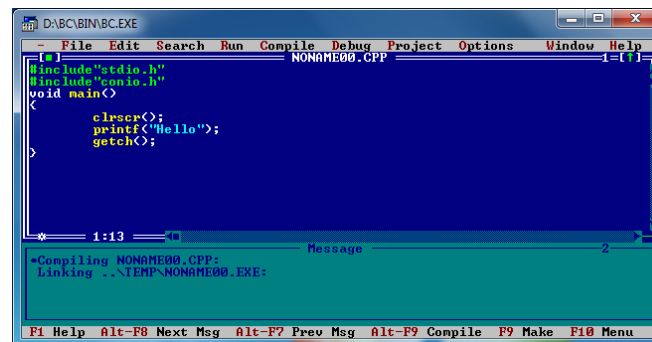 D:\BC\BIN\BC.EXE
- File Edit Search Run Compile Debug Project Options Window Help
[■] NONAME00.CPP 1=[↑]
#include"stdio.h"
#include"conio.h"
void main()
{
clrscr();
printf("Hello");
getch();
}
1:13
Message 2
•Compiling NONAME00.CPP:
Linking ..\TEMP\NONAME00.EXE:
F1 Help Alt-F8 Next Msg Alt-F7 Prev Msg Alt-F9 Compile F9 Make F10 Menu